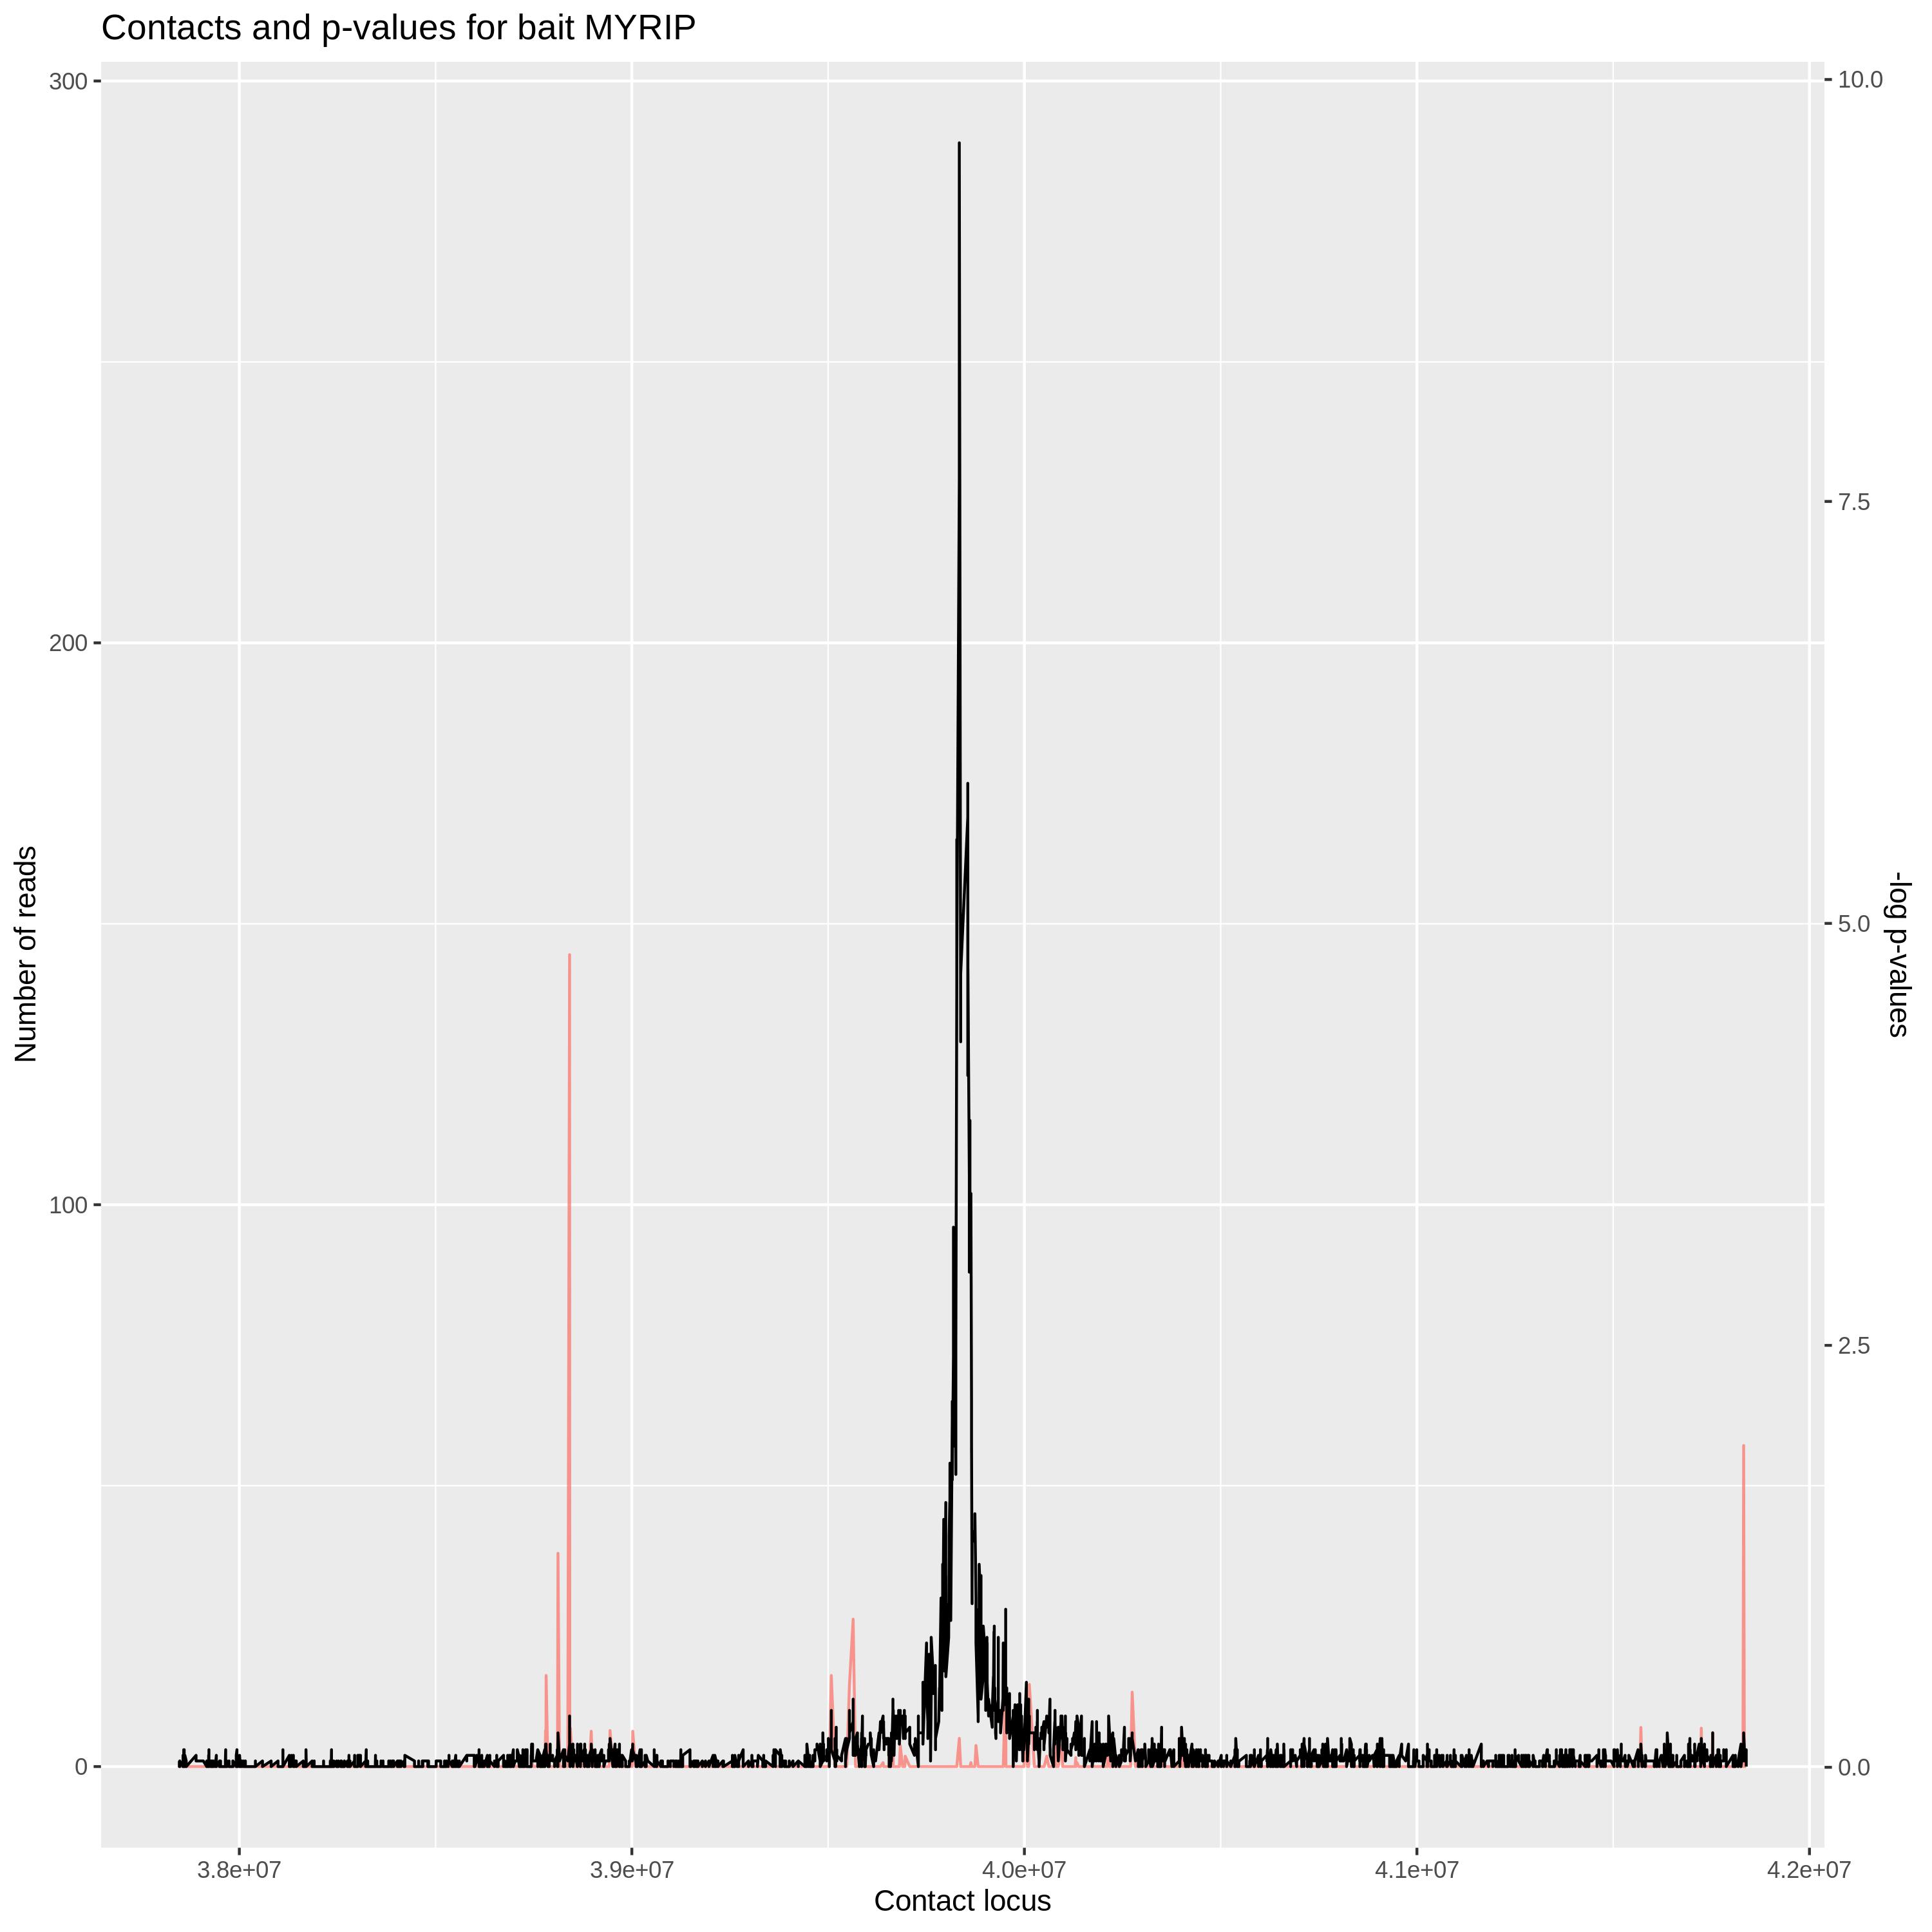 Contacts and p-values for bait MYRIP
300
200
100
0
Number of reads
10.0
7.5
5.0
2.5
0.0
-log p-values
3.8e+07
3.9e+07
4.0e+07
4.1e+07
4.2e+07
Contact locus